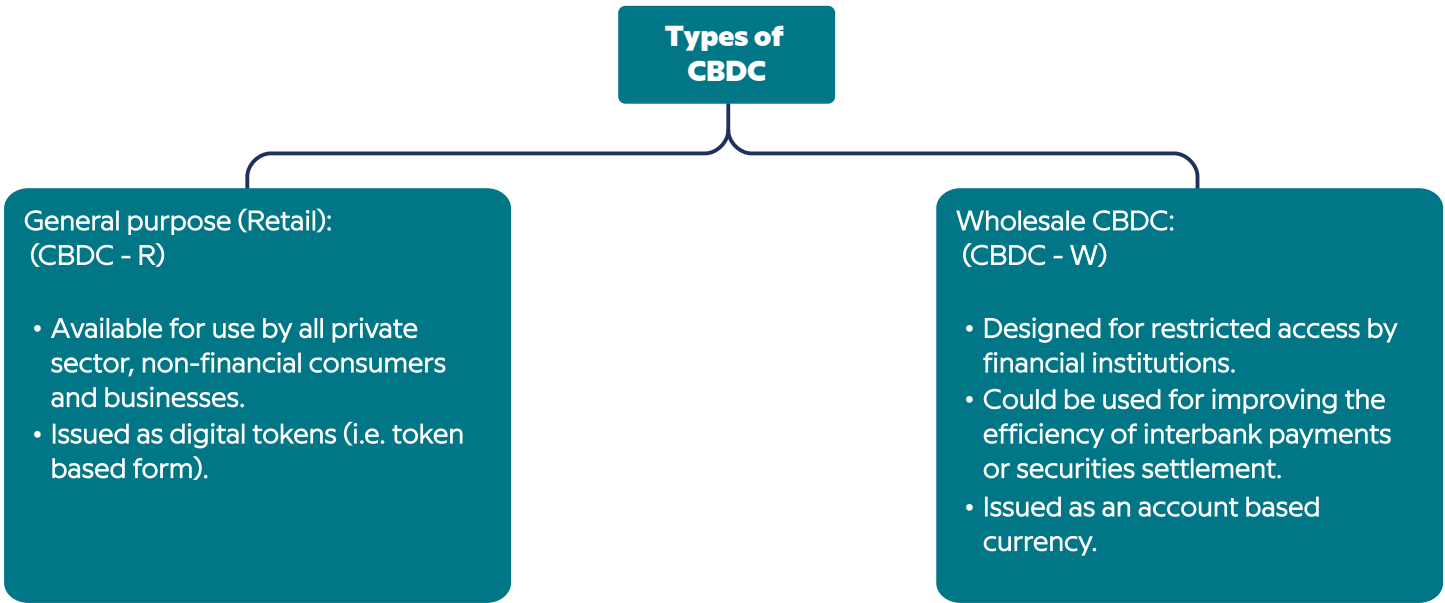 Types of
CBDC
General purpose (Retail):
(CBDC - R)
• Available for use by all private
sector, non-financial consumers
and businesses.
• Issued as digital tokens (i.e. token
based form).
Wholesale CBDC:
(CBDC - W)
• Designed for restricted access by
financial institutions.
• Could be used for improving the
efficiency of interbank payments
or securities settlement.
• Issued as an account based
currency.